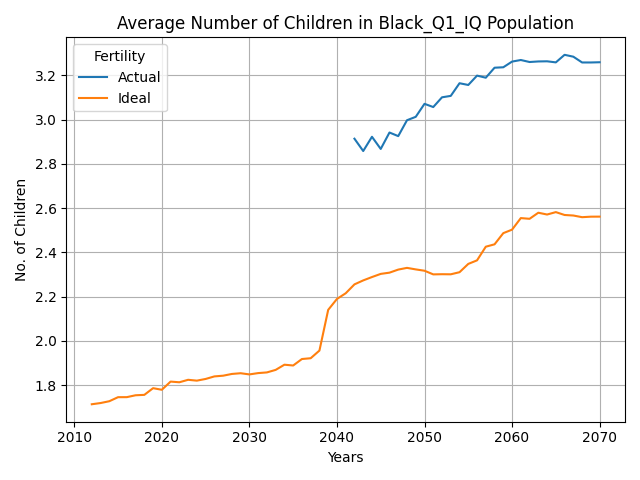 Average Number of Children in Black_Q1_IQ Population
Fertility
Actual
Ideal
No. of Children
3.2
3.0
2.8
2.6
2.4
2.2
2.0
1.8
2010 2020 2030 2040 2050 2060 2070
Years